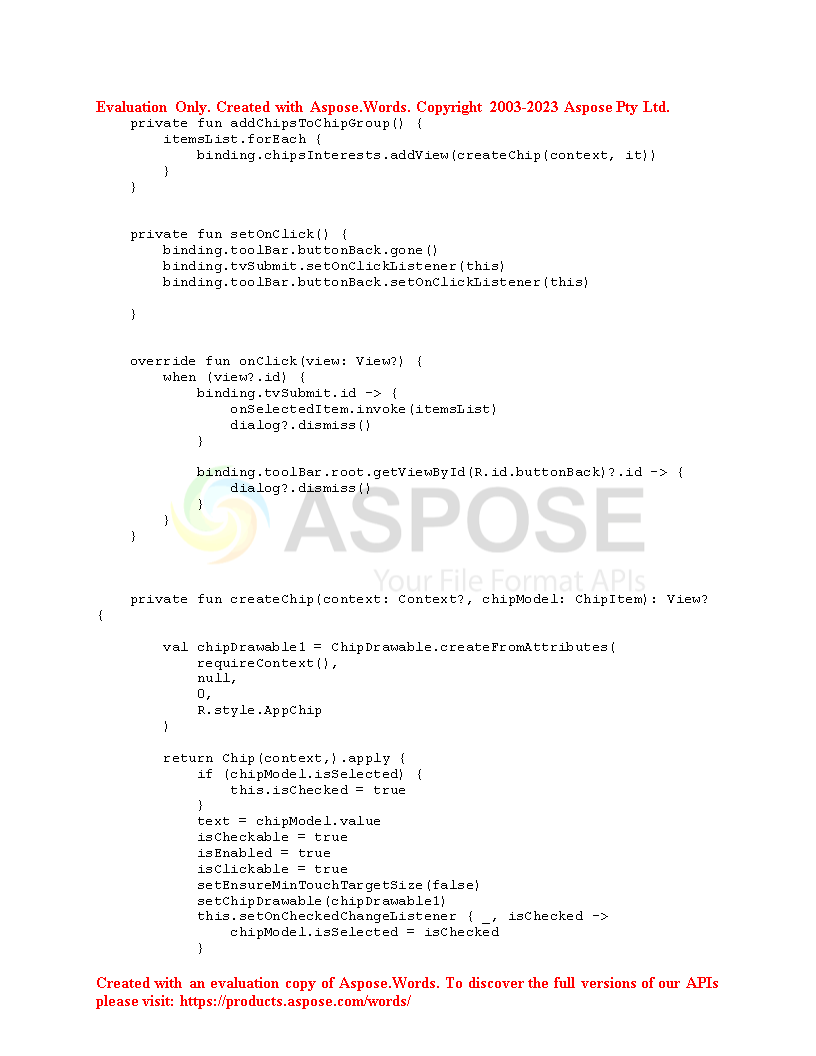 Evaluation Only. Created with Aspose.Words. Copyright 2003-2023 Aspose Pty Ltd.
    private fun addChipsToChipGroup() {
        itemsList.forEach {
            binding.chipsInterests.addView(createChip(context, it))
        }
    }
    private fun setOnClick() {
        binding.toolBar.buttonBack.gone()
        binding.tvSubmit.setOnClickListener(this)
        binding.toolBar.buttonBack.setOnClickListener(this)
    }
    override fun onClick(view: View?) {
        when (view?.id) {
            binding.tvSubmit.id -> {
                onSelectedItem.invoke(itemsList)
                dialog?.dismiss()
            }
            binding.toolBar.root.getViewById(R.id.buttonBack)?.id -> {
                dialog?.dismiss()
            }
        }
    }
ASPOSE
Your File Format APIs
    private fun createChip(context: Context?, chipModel: ChipItem): View?
{
        val chipDrawable1 = ChipDrawable.createFromAttributes(
            requireContext(),
            null,
            0,
            R.style.AppChip
        )
        return Chip(context,).apply {
            if (chipModel.isSelected) {
                this.isChecked = true
            }
            text = chipModel.value
            isCheckable = true
            isEnabled = true
            isClickable = true
            setEnsureMinTouchTargetSize(false)
            setChipDrawable(chipDrawable1)
            this.setOnCheckedChangeListener { _, isChecked ->
                chipModel.isSelected = isChecked
            }
Created with an evaluation copy of Aspose.Words. To discover the full versions of our APIs
please visit: https://products.aspose.com/words/